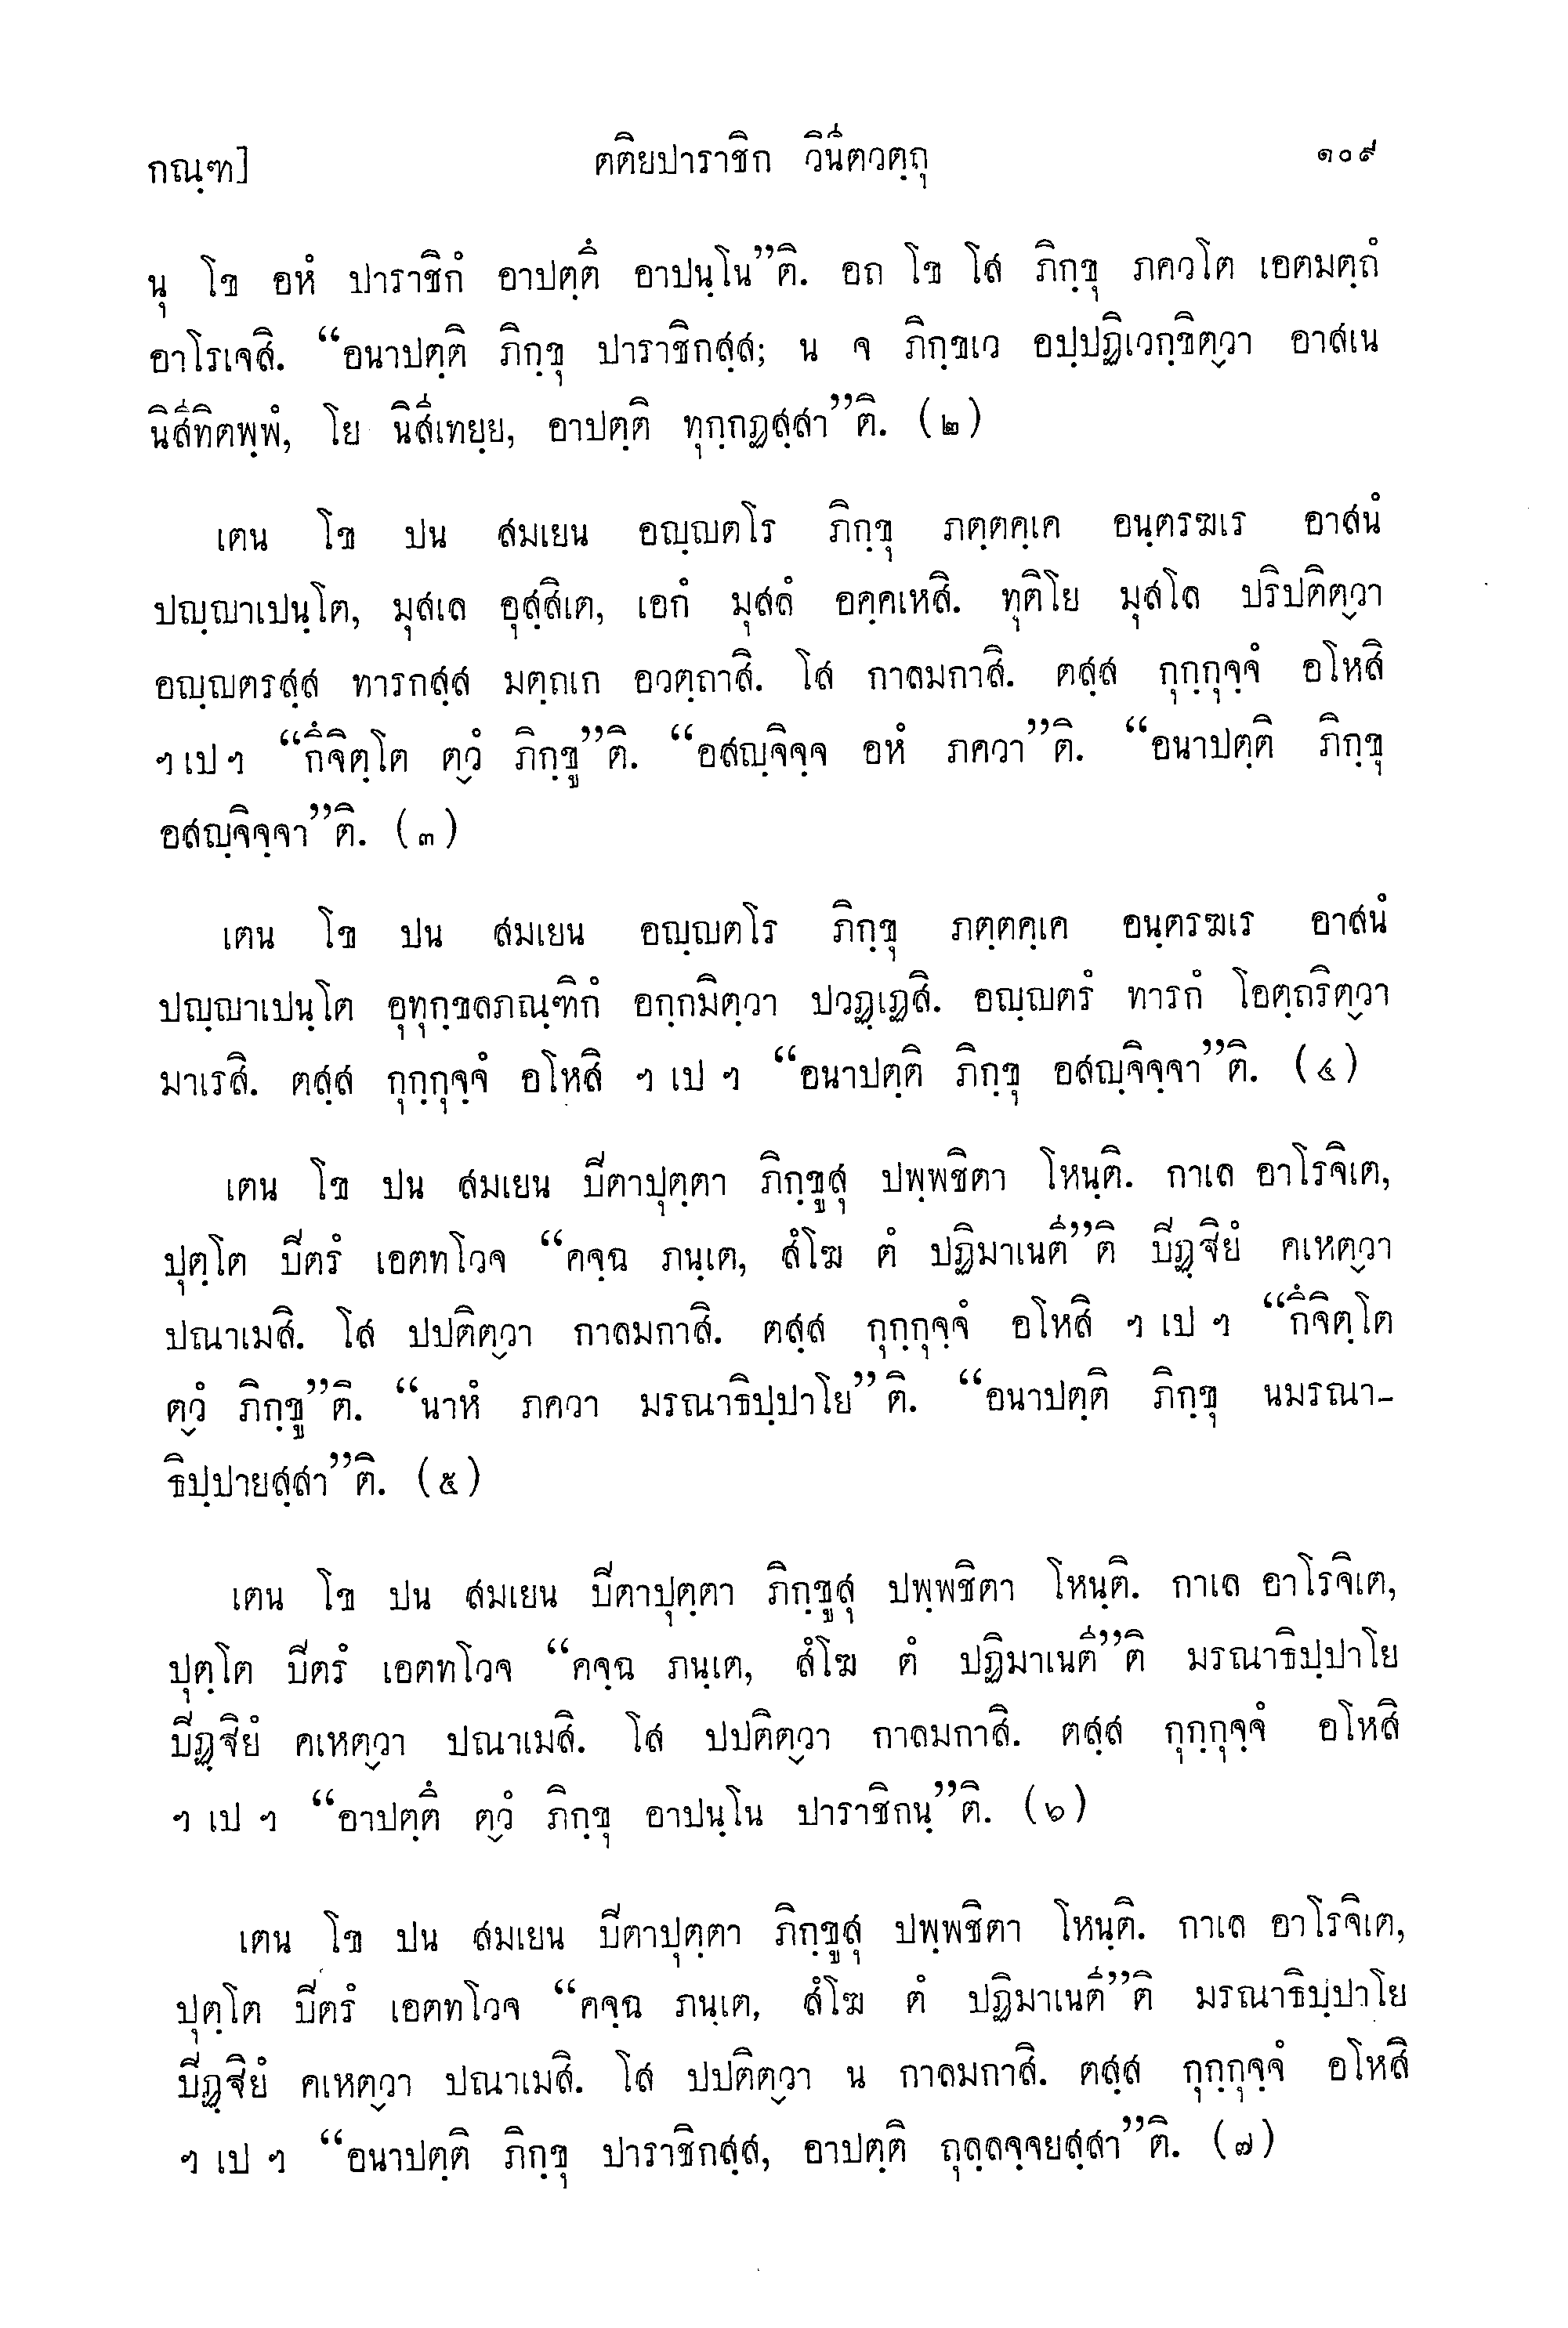 กณฺฑ] ตติยปาราชิก วินีตวตฺถุ ๑๐๙
นุ โข อหํ ปาราชิกํ อาปตฺตึ อาปนฺโน”ติ. อถ โข โส ภิกฺขุ ภควโต เอตมตฺถํ
อาโรเจสิ. “อนาปตฺติ ภิกฺขุ ปาราชิกสฺส; น จ ภิกฺขเว อปฺปฏิเวกฺขิตฺวา อาสเน
นิสีทิตพฺพํ, โย นิสีเทยฺย, อาปตฺติ ทุกฺกฏสฺสา”ติ. (๒)
เตน โข ปน สมเยน อญฺญตโร ภิกฺขุ ภตฺตคฺเค อนฺตรฆเร อาสนํ
ปญฺญาเปนฺโต, มุสเล อุสฺสิเต, เอกํ มุสลํ อคฺคเหสิ. ทุติโย มุสโล ปริปติตฺวา
อญฺญตรสฺส ทารกสฺส มตฺถเก อวตฺถาสิ. โส กาลมกาสิ. ตสฺส กุกฺกุจฺจํ อโหสิ
ฯ เป ฯ “กึจิตฺโต ตฺวํ ภิกฺขู”ติ. “อสญฺจิจฺจ อหํ ภควา”ติ. “อนาปตฺติ ภิกฺขุ
อสญฺจิจฺจา”ติ. (๓)
เตน โข ปน สมเยน อญฺญตโร ภิกฺขุ ภตฺตคฺเค อนฺตรฆเร อาสนํ
ปญฺญาเปนฺโต อุทุกฺขลภณฺฑิกํ อกฺกมิตฺวา ปวฏฺเฏสิ. อญฺญตรํ ทารกํ โอตฺถริตฺวา
มาเรสิ. ตสฺส กุกฺกุจฺจํ อโหสิ ฯ เป ฯ “อนาปตฺติ ภิกฺขุ อสญฺจิจฺจา”ติ. (๔)
เตน โข ปน สมเยน ปีตาปุตฺตา ภิกฺขูสุ ปพฺพชิตา โหนฺติ. กาเล อาโรจิเต,
ปุตฺโต ปีตรํ เอตทโวจ “คจฺฉ ภนฺเต, สํโฆ ตํ ปฏิมาเนตี”ติ ปีฏฺฐิยํ คเหตฺวา
ปณาเมสิ. โส ปปติตฺวา กาลมกาสิ. ตสฺส กุกฺกุจฺจํ อโหสิ ฯ เป ฯ “กึจิตฺโต
ตฺวํ ภิกฺขู”ติ. “นาหํ ภควา มรณาธิปฺปาโย”ติ. “อนาปตฺติ ภิกฺขุ นมรณา-
ธิปฺปายสฺสา”ติ. (๕)
เตน โข ปน สมเยน ปีตาปุตฺตา ภิกฺขูสุ ปพฺพชิตา โหนฺติ. กาเล อาโรจิเต,
ปุตฺโต ปีตรํ เอตทโวจ “คจฺฉ ภนฺเต, สํโฆ ตํ ปฏิมาเนตี”ติ มรณาธิปฺปาโย
ปีฏฺฐิยํ คเหตฺวา ปณาเมสิ. โส ปปติตฺวา กาลมกาสิ. ตสฺส กุกฺกุจฺจํ อโหสิ
ฯ เป ฯ “อาปตฺตึ ตฺวํ ภิกฺขุ อาปนฺโน ปาราชิกนฺ”ติ. (๖)
เตน โข ปน สมเยน ปีตาปุตฺตา ภิกฺขูสุ ปพฺพชิตา โหนฺติ. กาเล อาโรจิเต,
ปุตฺโต ปีตรํ เอตทโวจ “คจฺฉ ภนฺเต, สํโฆ ตํ ปฏิมาเนตี”ติ มรณาธิปฺปาโย
ปีฏฺฐิยํ คเหตฺวา ปณาเมสิ. โส ปปติตฺวา น กาลมกาสิ. ตสฺส กุกฺกุจฺจํ อโหสิ
ฯ เป ฯ “อนาปตฺติ ภิกฺขุ ปาราชิกสฺส, อาปตฺติ ถุลฺลจฺจยสฺสา”ติ. (๗)